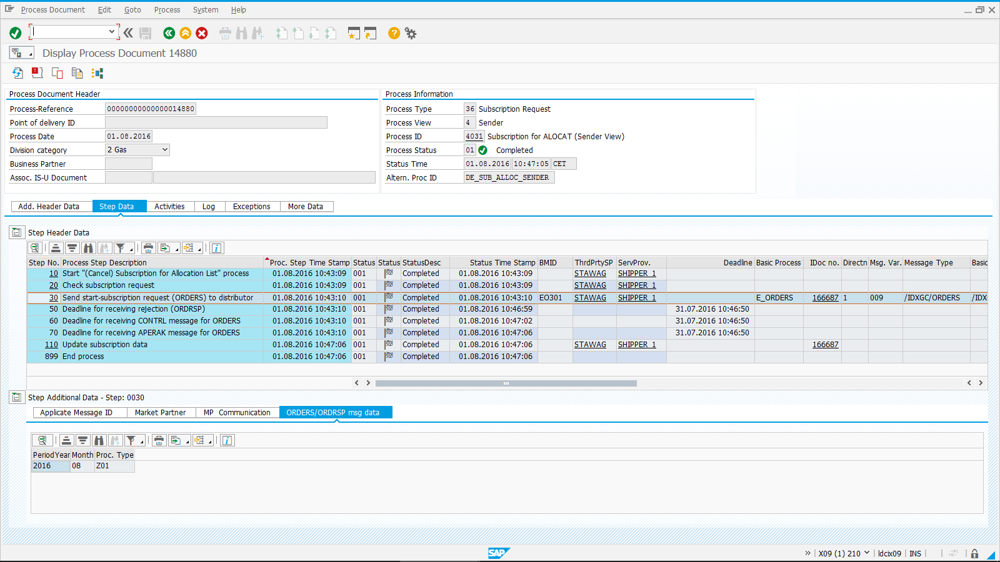 Process Document Edit Goto Process System Help
Display Process Document 14880
Process Document Header
Process-Reference 00000000000000014880
Point of delivery ID
Process Date 01.08.2016
Division category 2 Gas
Business Partner
Assoc. IS-U Document
Process Information
Process Type 36 Subscription Request
Process View 4 Sender
Process ID 4031 Subscription for ALOCAT (Sender View)
Process Status 01 Completed
Status Time 01.08.2016 10:47:05 CET
Altern. Proc ID DE_SUB_ALLOC_SENDER
Add. Header Data Step Data Activities Log Exceptions More Data
Step Header Data
Step No. Process Step Description Proc. Step Time Stamp Status Status StatusDesc Status Time Stamp BMID ThrdPrtySP ServProv. Deadline Basic Process IDoc no. Directn Msg. Var. Message Type Basic
10 Start "(Cancel) Subscription for Allocation List" process 01.08.2016 10:43:09 001 Completed 01.08.2016 10:43:09 STAWAG SHIPPER_1
20 Check subscription request 01.08.2016 10:43:09 001 Completed 01.08.2016 10:43:09 STAWAG SHIPPER_1
30 Send start-subscription request (ORDERS) to distributor 01.08.2016 10:43:10 001 Completed 01.08.2016 10:43:10 EO301 STAWAG SHIPPER_1 E_ORDERS 166687 1 009 /IDXGC/ORDERS /IDX
50 Deadline for receiving rejection (ORDRSP) 01.08.2016 10:43:10 001 Completed 01.08.2016 10:46:59 31.07.2016 10:46:50
60 Deadline for receiving CONTRL message for ORDERS 01.08.2016 10:43:10 001 Completed 01.08.2016 10:47:02 31.07.2016 10:46:50
70 Deadline for receiving APERAK message for ORDERS 01.08.2016 10:43:10 001 Completed 01.08.2016 10:47:06 31.07.2016 10:46:50
110 Update subscription data 01.08.2016 10:47:06 001 Completed 01.08.2016 10:47:06 STAWAG SHIPPER_1 166687
899 End process 01.08.2016 10:47:06 001 Completed 01.08.2016 10:47:06
Step Additional Data - Step: 0030
Applicate Message ID Market Partner MP Communication ORDERS/ORDRSP msg data
PeriodYear Month Proc. Type
2016 08 Z01
SAP X09 (1) 210 ldcix09 INS